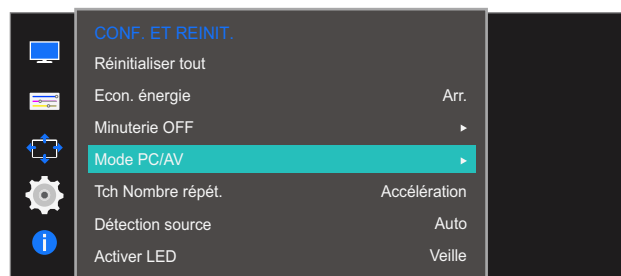 CONF. ET REINIT.
Réinitialiser tout
Econ. énergie Arr.
Minuterie OFF
Mode PC/AV
Tch Nombre répét. Accélération
Détection source Auto
Activer LED Veille